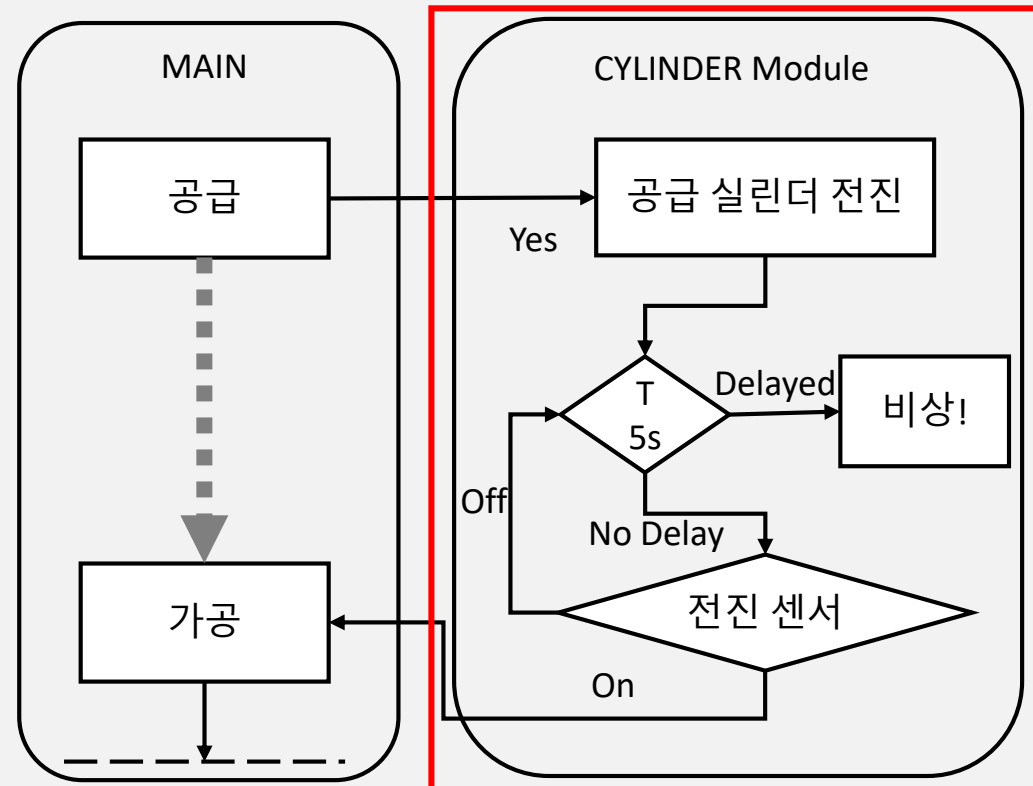 MAIN
공급
가공
CYLINDER Module
Yes
공급 실린더 전진
T
5s
Delayed
비상!
Off
No Delay
전진 센서
On